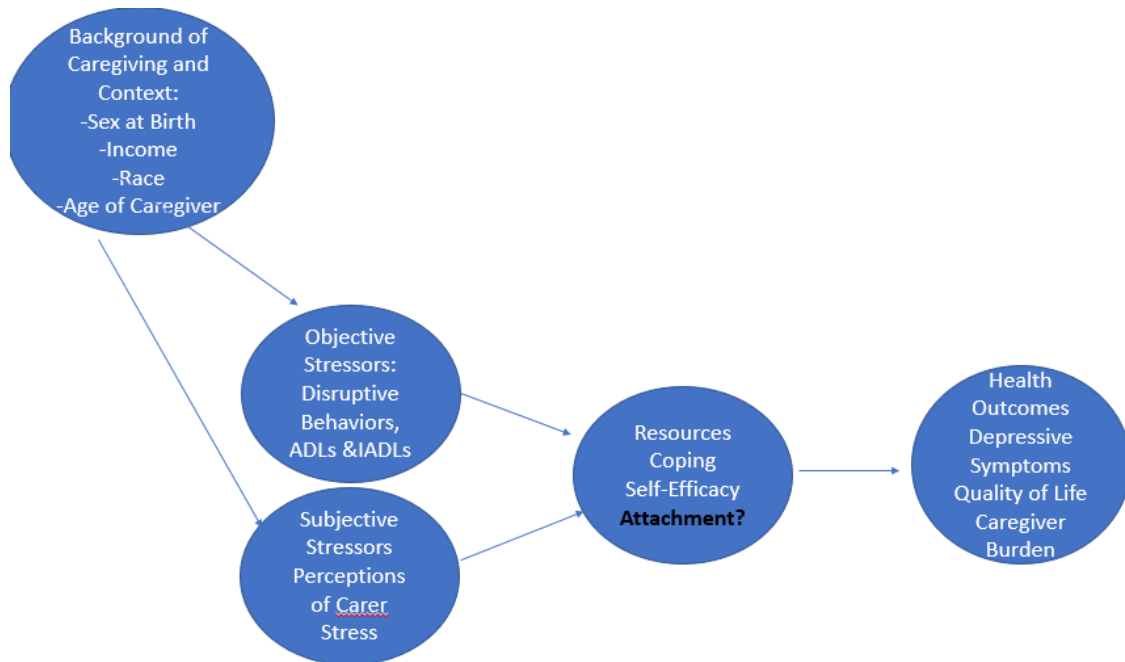 Background of
Caregiving and
Context:
-Sex at Birth
-Income
-Race
-Age of Caregiver
Objective
Stressors:
Disruptive
Behaviors,
ADLs &IADLs
Subjective
Stressors
Perceptions
of Carer
Stress
Resources
Coping
Self-Efficacy
Attachment?
Health
Outcomes
Depressive
Symptoms
Quality of Life
Caregiver
Burden